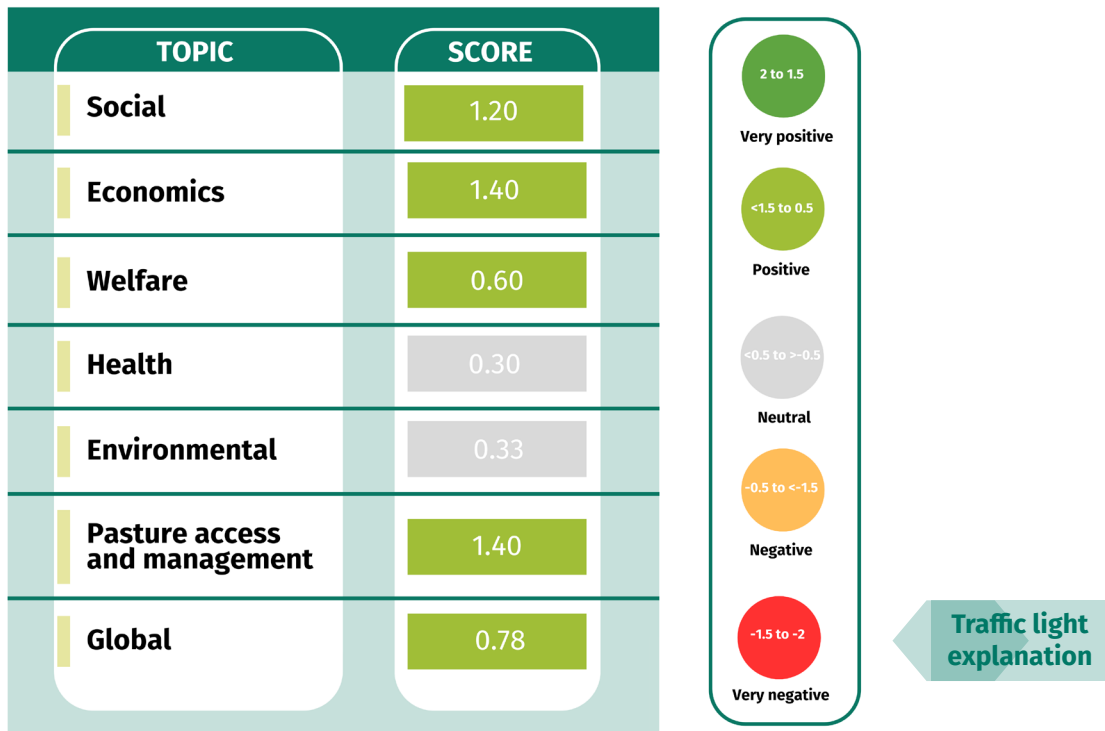 TOPIC SCORE
Social 1.20
Economics 1.40
Welfare 0.60
Health 0.30
Environmental 0.33
Pasture access
and management 1.40
Global 0.78
2 to 1.5
Very positive
<1.5 to 0.5
Positive
<0.5 to >-0.5
Neutral
-0.5 to <-1.5
Negative
-1.5 to -2
Very negative
Traffic light
explanation